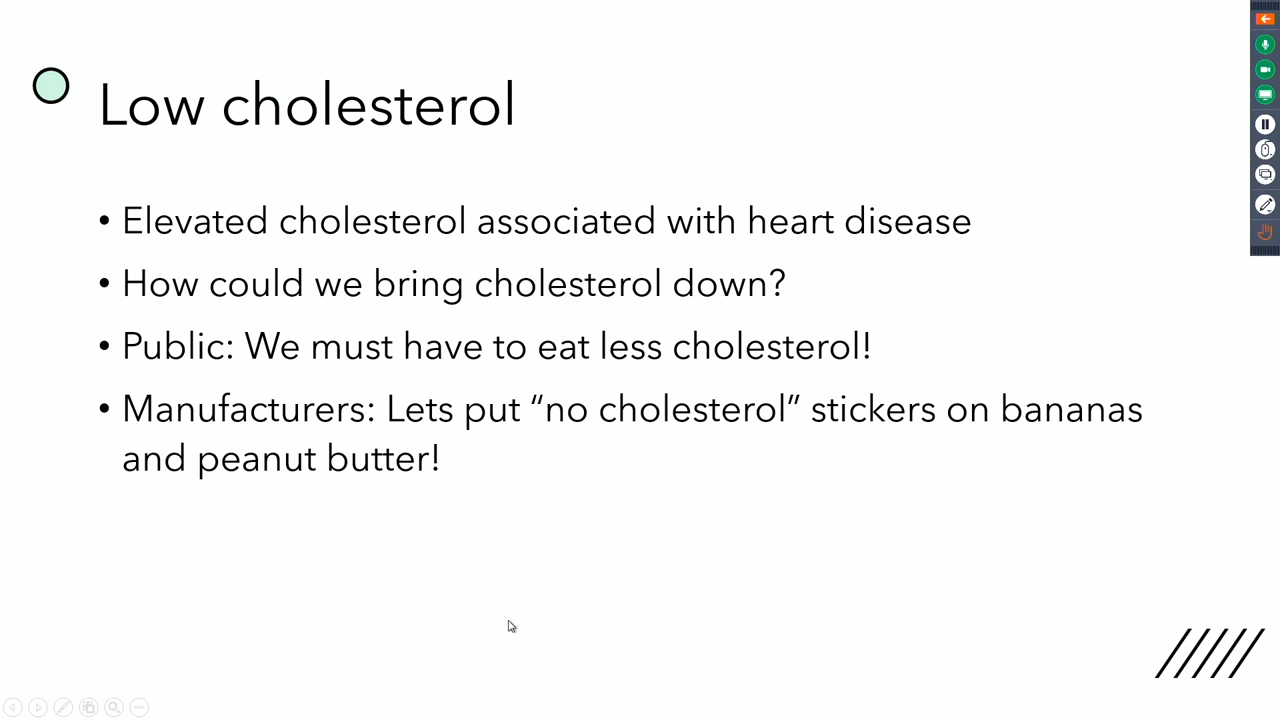 Low cholesterol
• Elevated cholesterol associated with heart disease
• How could we bring cholesterol down?
• Public: We must have to eat less cholesterol!
• Manufacturers: Lets put “no cholesterol” stickers on bananas
and peanut butter!